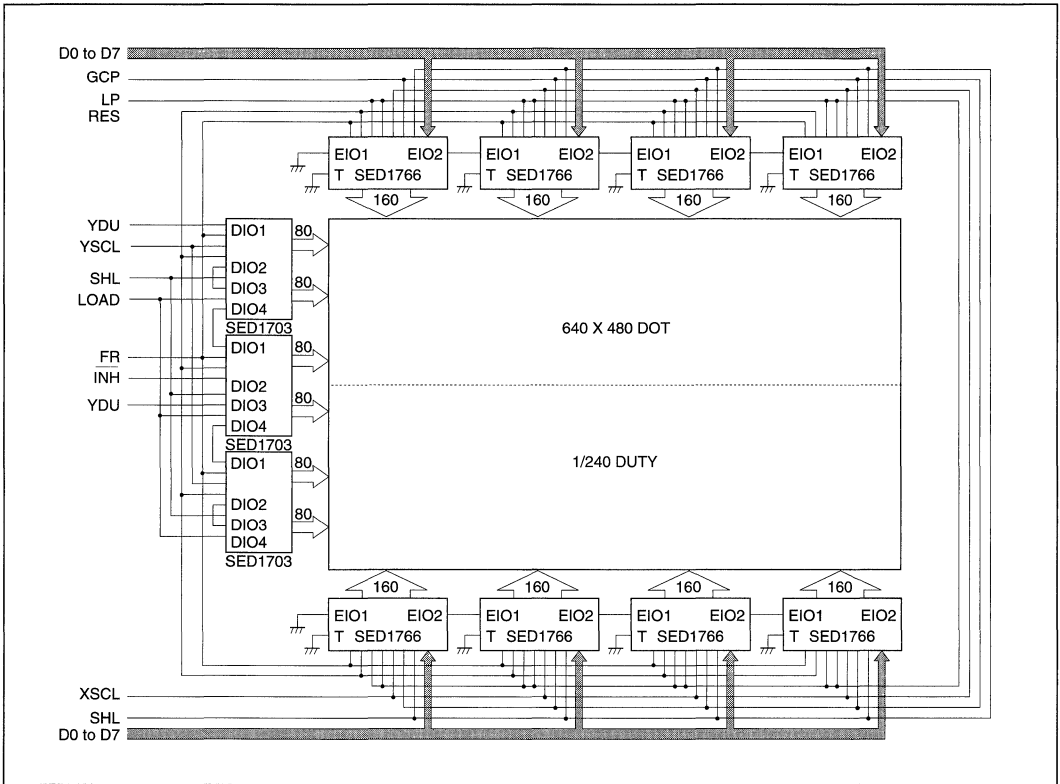 D0 to D7
GCP
LP
RES
EIO1 EIO2
T SED1766
EIO1 EIO2
T SED1766
EIO1 EIO2
T SED1766
EIO1 EIO2
T SED1766
160
160
160
160
YDU
YSCL
SHL
LOAD
FR
INH
YDU
DIO1
DIO2
DIO3
DIO4
SED1703
80
80
DIO1
DIO2
DIO3
DIO4
SED1703
80
80
DIO1
DIO2
DIO3
DIO4
SED1703
80
80
640 X 480 DOT
1/240 DUTY
160
160
160
160
EIO1 EIO2
T SED1766
EIO1 EIO2
T SED1766
EIO1 EIO2
T SED1766
EIO1 EIO2
T SED1766
XSCL
SHL
D0 to D7